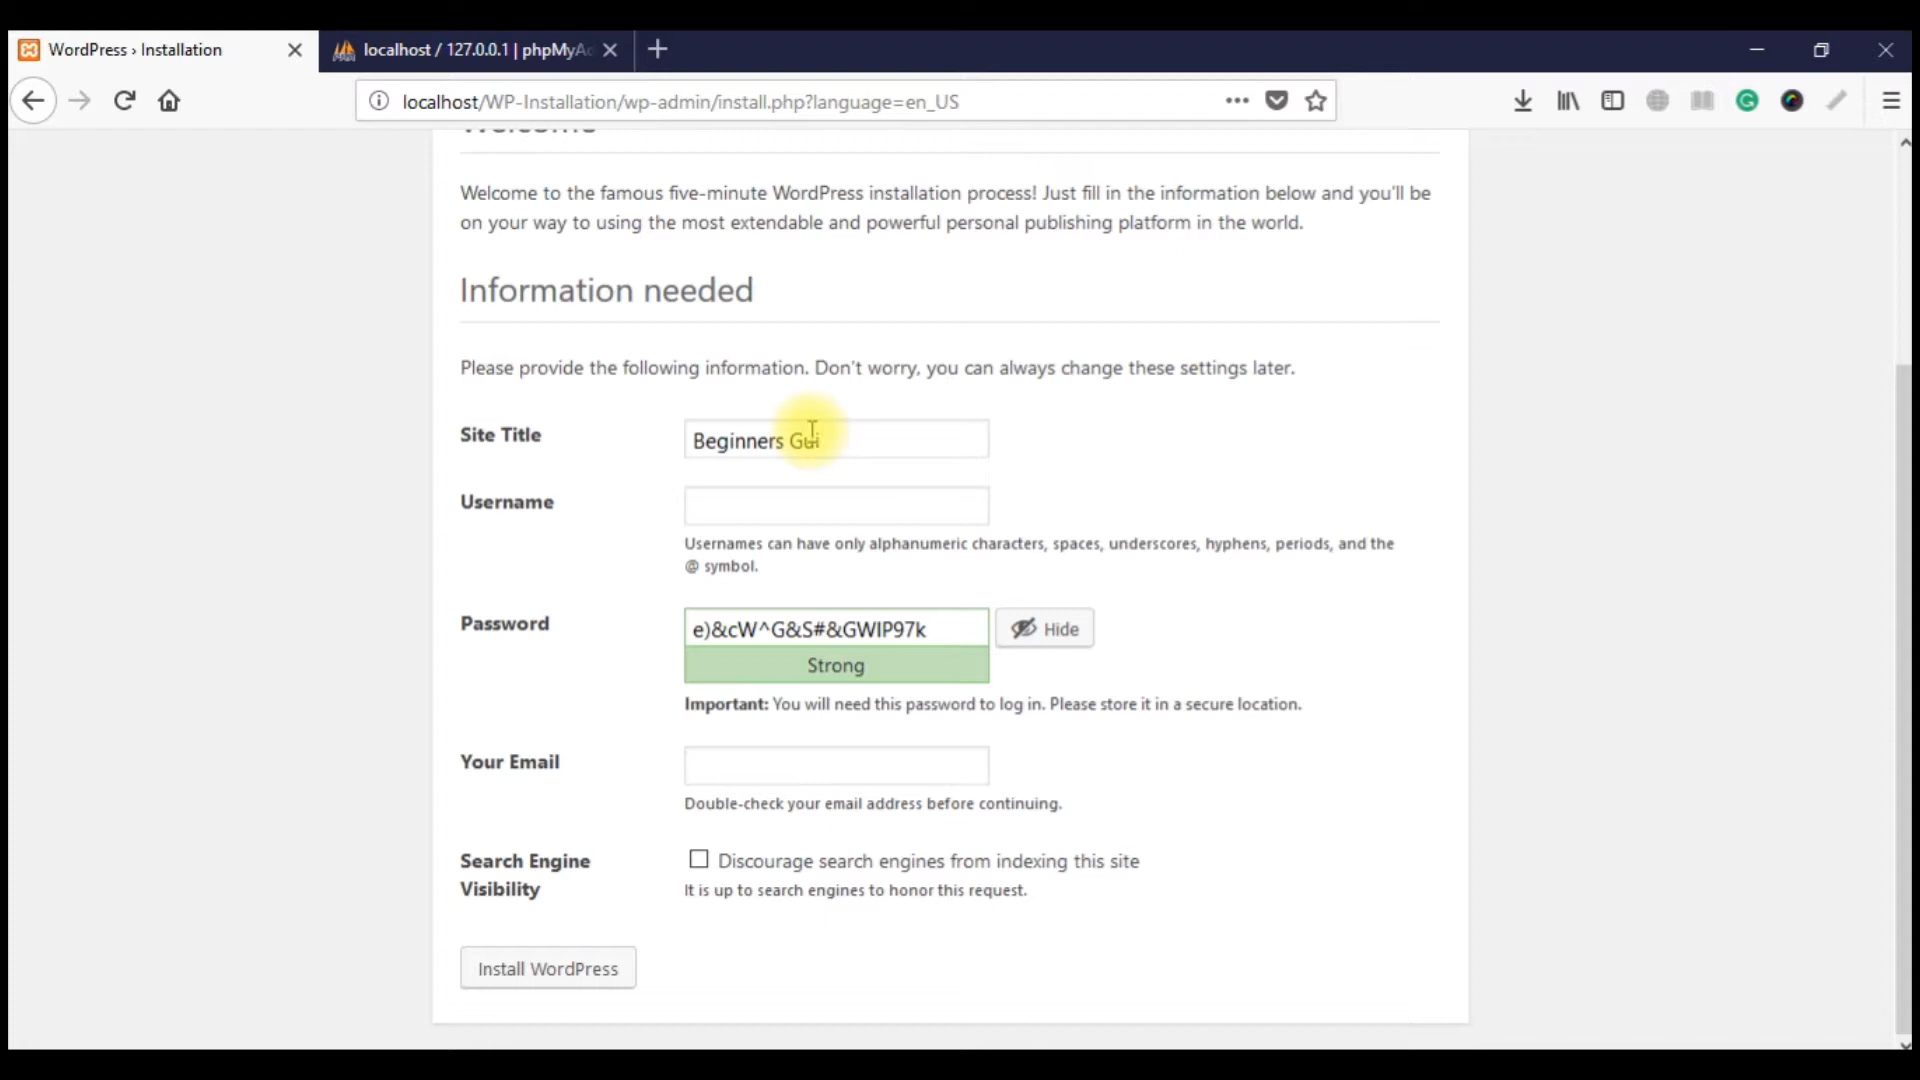 WordPress › Installation
localhost / 127.0.0.1 | phpMyAd
localhost/WP-Installation/wp-admin/install.php?language=en_US
Welcome
Welcome to the famous five-minute WordPress installation process! Just fill in the information below and you'll be
on your way to using the most extendable and powerful personal publishing platform in the world.
Information needed
Please provide the following information. Don't worry, you can always change these settings later.
Site Title
Beginners Gui
Username
Usernames can have only alphanumeric characters, spaces, underscores, hyphens, periods, and the
@ symbol.
Password
e)&cW^G&S#&GWIP97k
Hide
Strong
Important: You will need this password to log in. Please store it in a secure location.
Your Email
Double-check your email address before continuing.
Search Engine
Visibility
Discourage search engines from indexing this site
It is up to search engines to honor this request.
Install WordPress